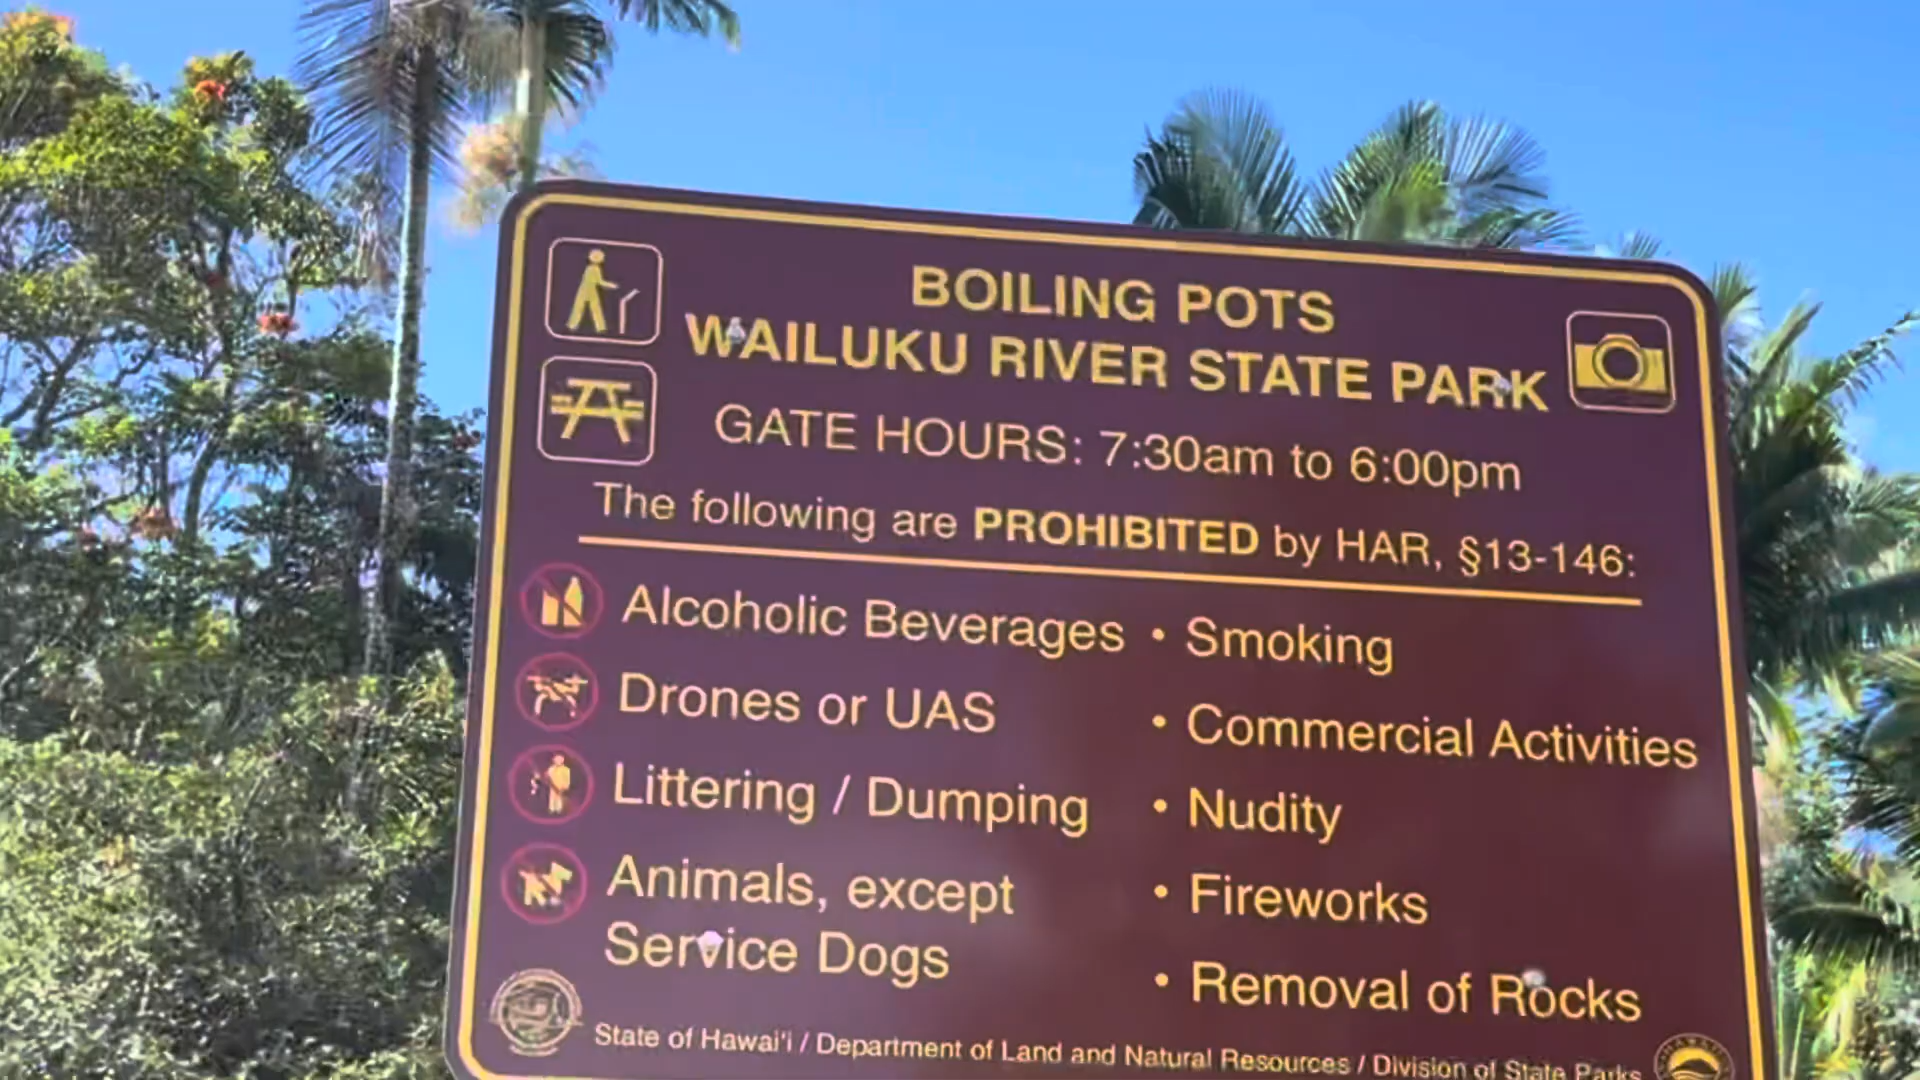 BOILING POTS
WAILUKU RIVER STATE PARK
GATE HOURS: 7:30am to 6:00pm
The following are PROHIBITED by HAR, §13-146:
Alcoholic Beverages
Drones or UAS
Littering / Dumping
Animals, except
Service Dogs
• Smoking
• Commercial Activities
• Nudity
• Fireworks
• Removal of Rocks
State of Hawai'i / Department of Land and Natural Resources / Division of State Parks